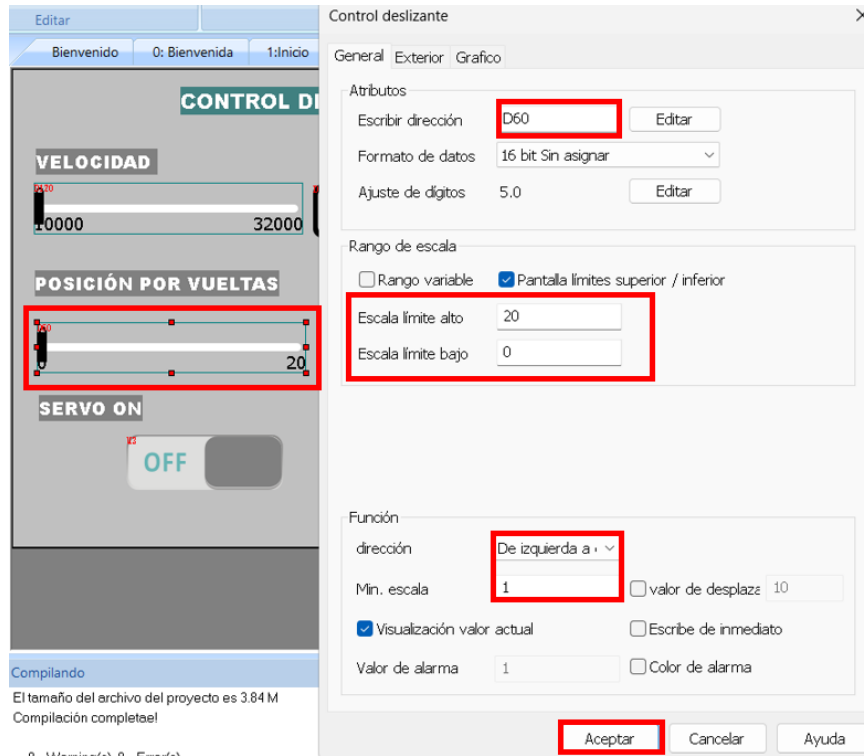 Editar
Bienvenido 0: Bienvenida 1:Inicio
CONTROL D
VELOCIDAD
10000 32000
POSICIÓN POR VUELTAS
0 20
SERVO ON
OFF
Compilando
El tamaño del archivo del proyecto es 3.84 M
Compilación completae!
Control deslizante
General Exterior Grafico
Atributos
Escribir dirección D60 Editar
Formato de datos 16 bit Sin asignar
Ajuste de dígitos 5.0 Editar
Rango de escala
Rango variable Pantalla límites superior / inferior
Escala límite alto 20
Escala límite bajo 0
Función
dirección De izquierda a
Min. escala 1 valor de desplaza 10
Visualización valor actual Escribe de inmediato
Valor de alarma 1 Color de alarma
Aceptar Cancelar Ayuda